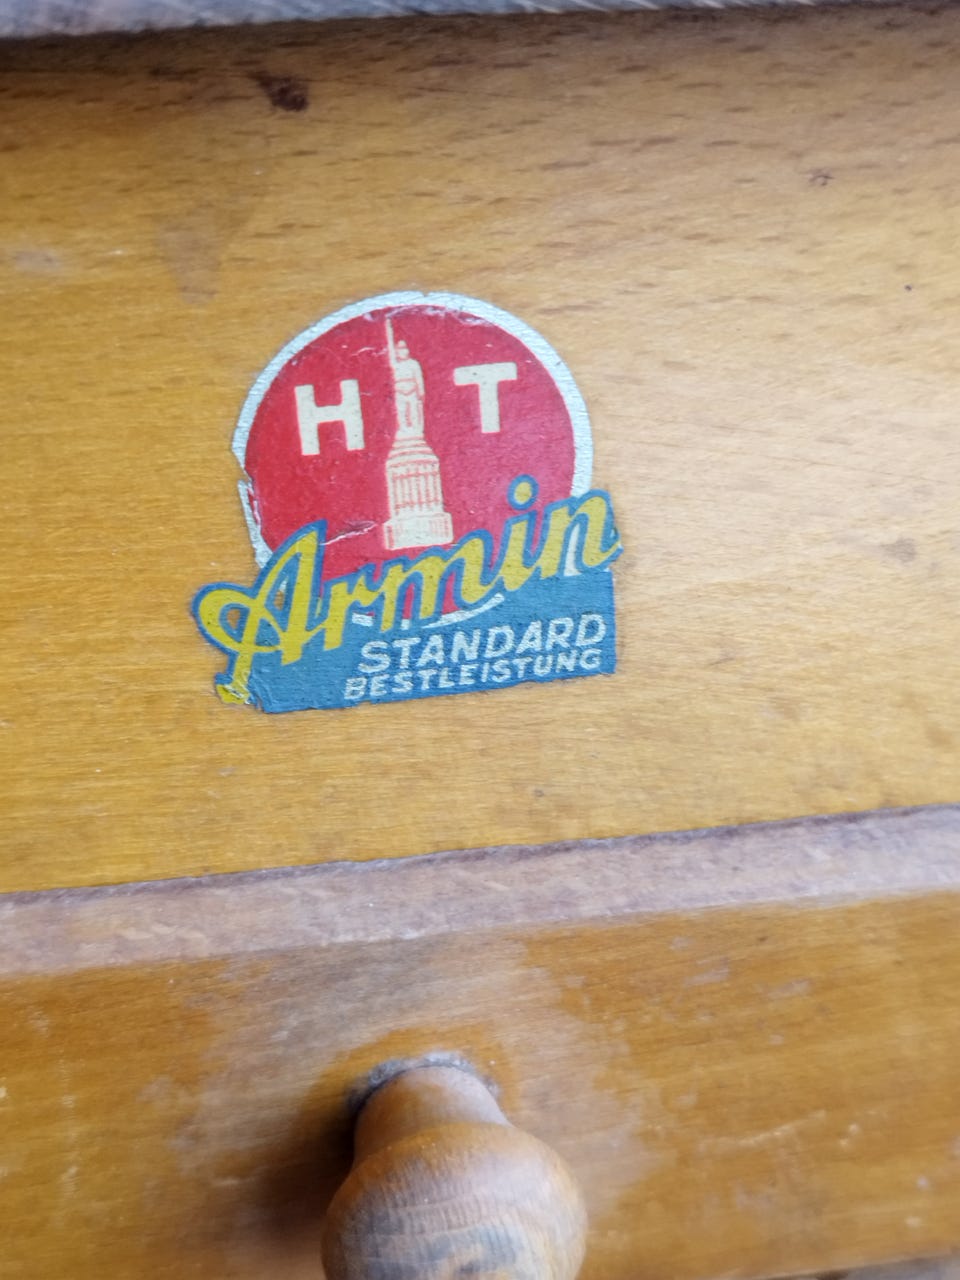 H T
Armin
STANDARD
BESTLEISTUNG